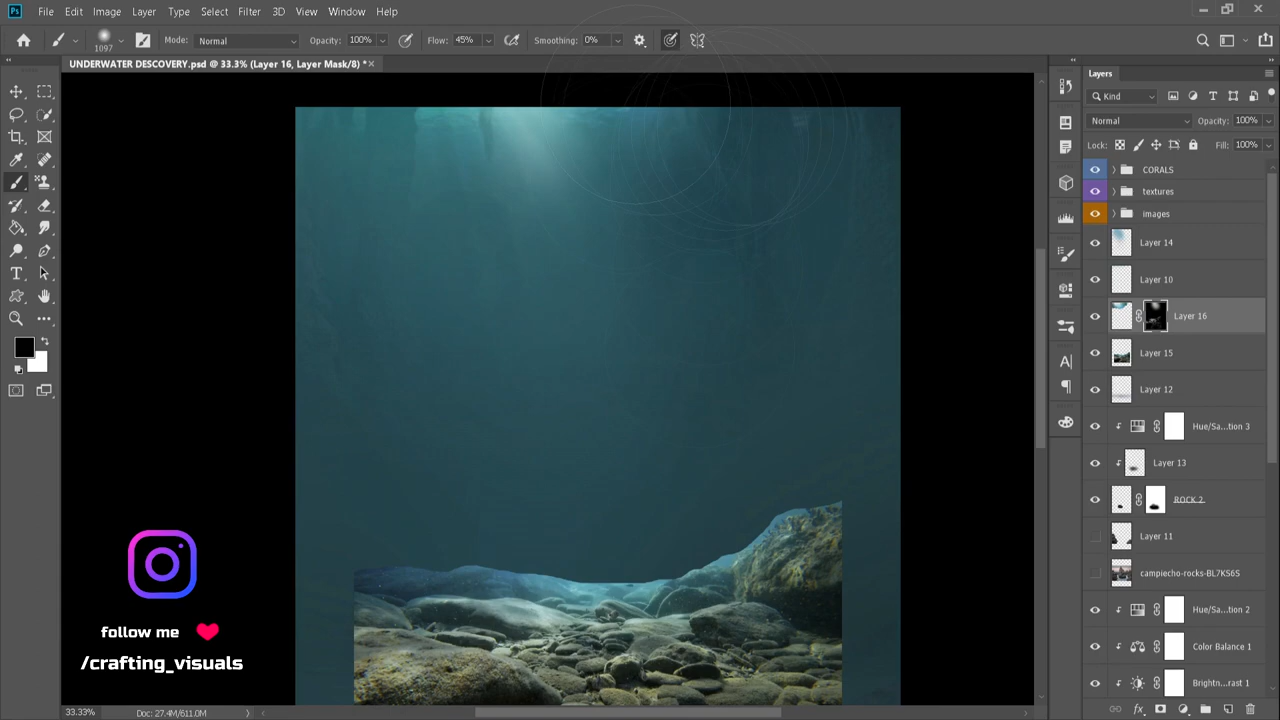 Ps File Edit Image Layer Type Select Filter 3D View Window Help
1097 Mode: Normal Opacity: 100% Flow: 45% Smoothing: 0%
UNDERWATER DESCOVERY.psd @ 33.3% (Layer 16, Layer Mask/8) *
Layers
Kind
Normal Opacity: 100%
Lock: Fill: 100%
CORALS
textures
images
Layer 14
Layer 10
Layer 16
Layer 15
Layer 12
Hue/Sa...tion 3
Layer 13
ROCK 2
Layer 11
campiecho-rocks-BL7KS6S
Hue/Sa...tion 2
Color Balance 1
Brightn...rast 1
follow me
/crafting_visuals
33.33% Doc: 27.4M/611.0M